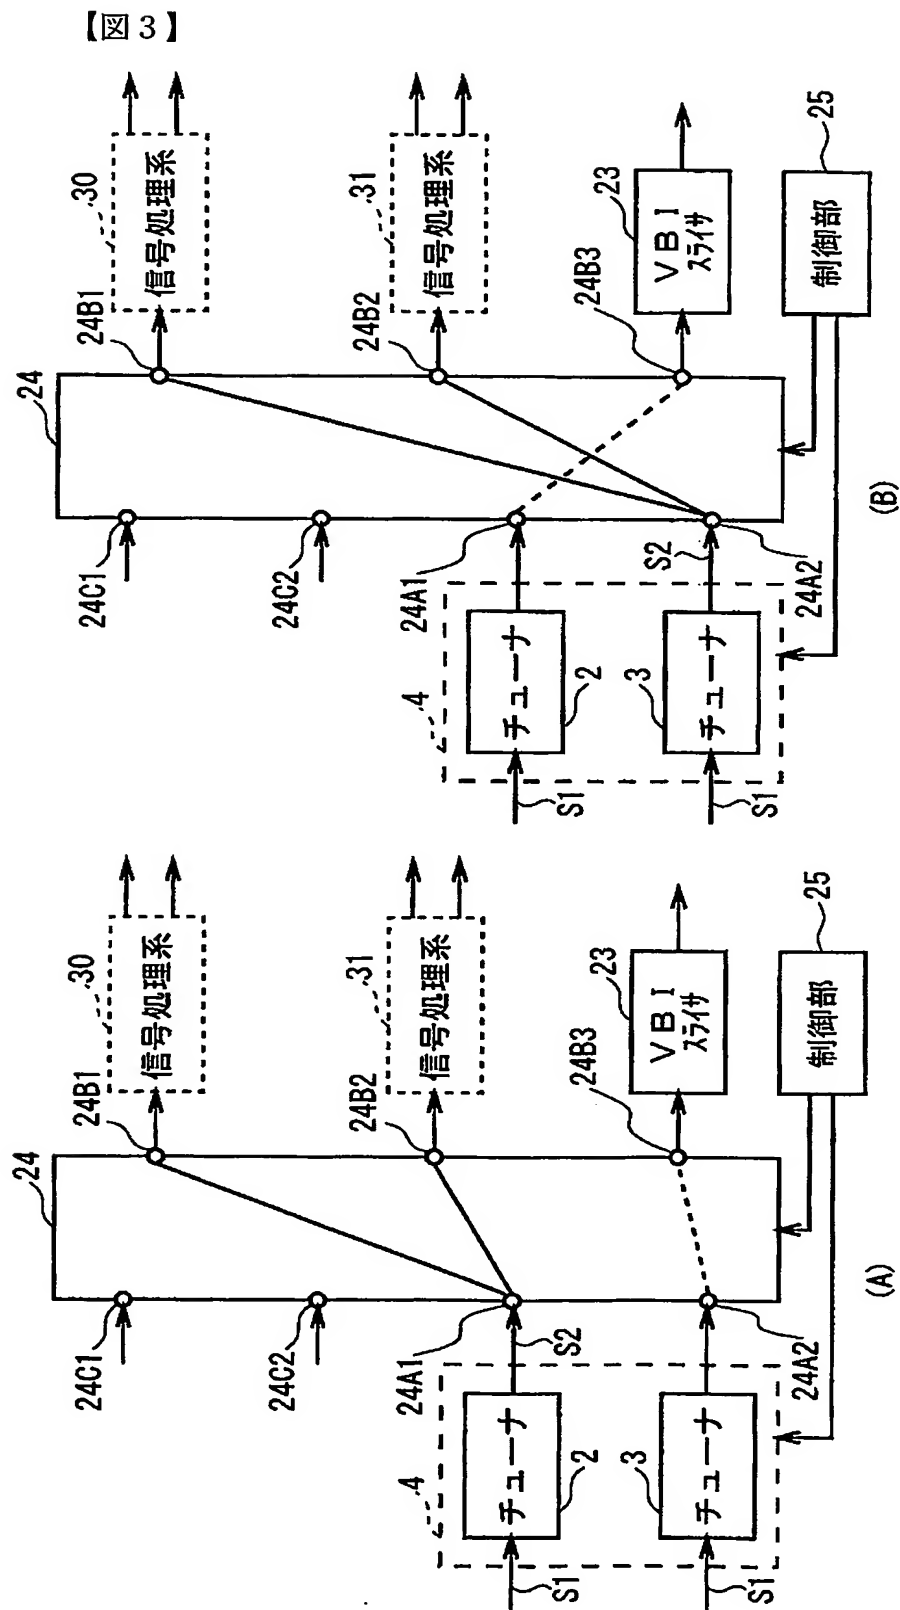 【図３】
24
24C1
24C2
24A1
24A2
24B1
24B2
24B3
30
信号処理系
31
信号処理系
23
ＶＢＩ
スライサ
25
制御部
4
チューナ
2
チューナ
3
S1
S1
S2
(A)
24
24C1
24C2
24A1
24A2
24B1
24B2
24B3
30
信号処理系
31
信号処理系
23
ＶＢＩ
スライサ
25
制御部
4
チューナ
2
チューナ
3
S1
S1
S2
(B)